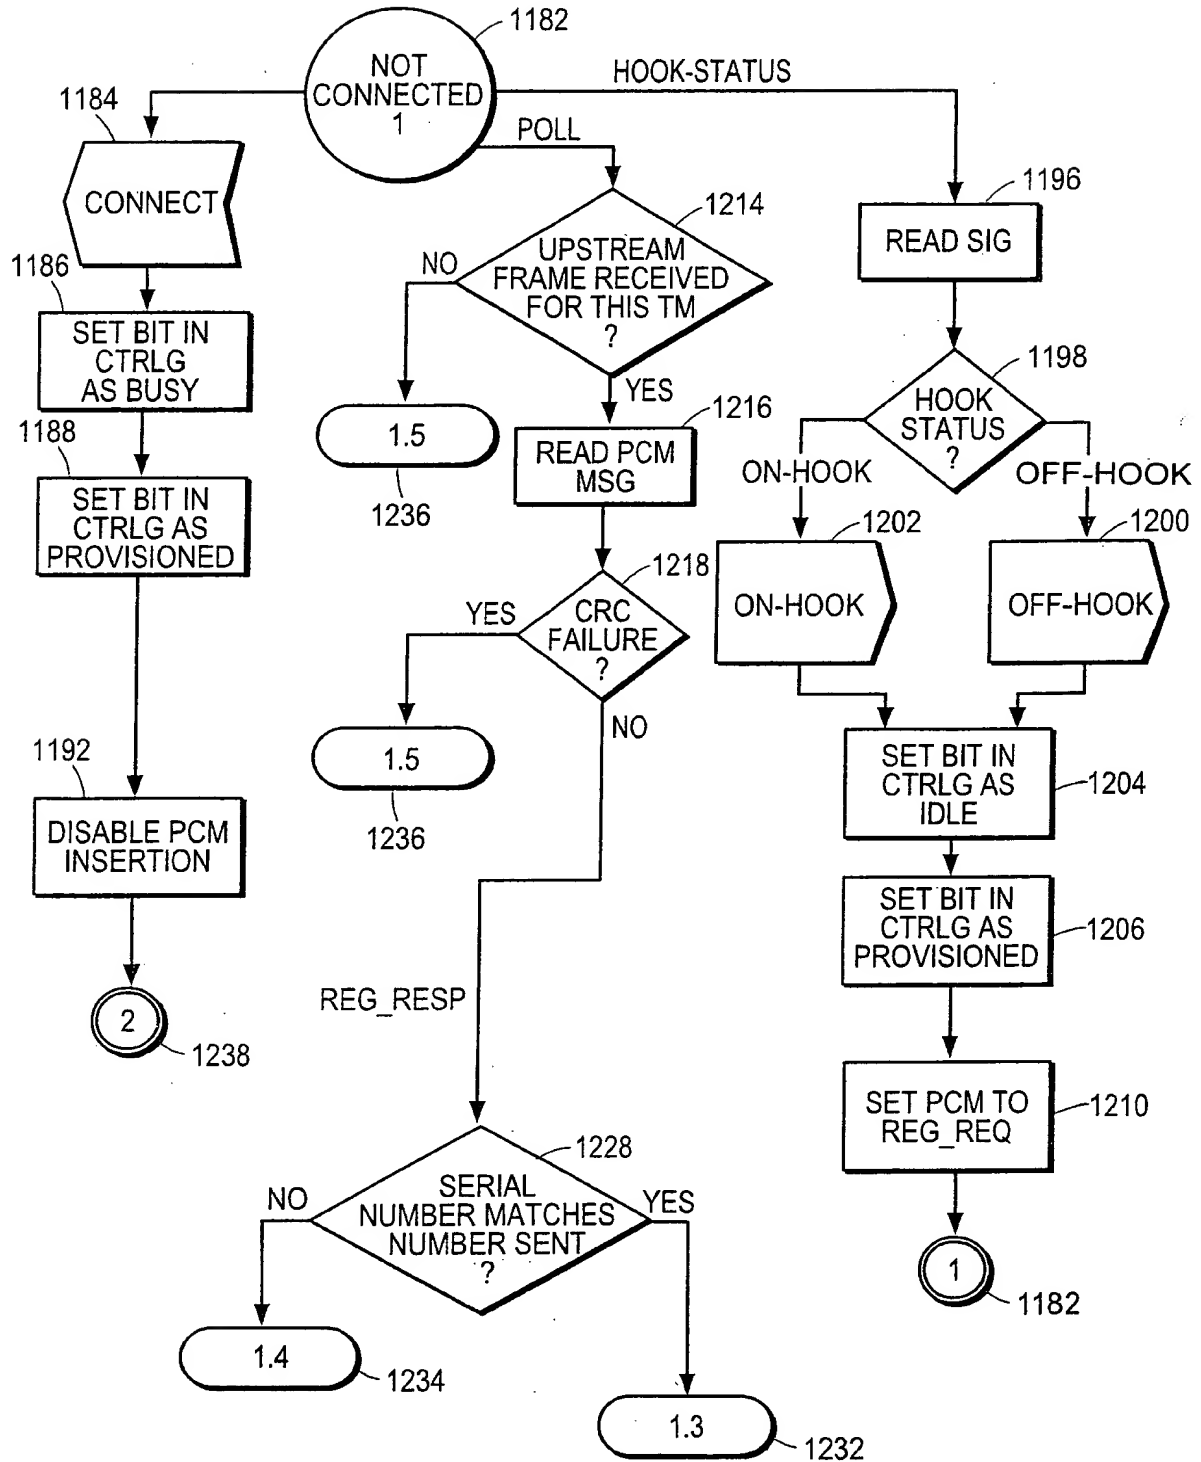 1182
NOT
CONNECTED
1
HOOK-STATUS
POLL
1184
CONNECT
1186
SET BIT IN
CTRLG
AS BUSY
1188
SET BIT IN
CTRLG AS
PROVISIONED
1192
DISABLE PCM
INSERTION
2
1238
1214
UPSTREAM
FRAME RECEIVED
FOR THIS TM
?
NO
YES
1.5
1236
1216
READ PCM
MSG
1218
CRC
FAILURE
?
YES
NO
1.5
1236
REG_RESP
1228
SERIAL
NUMBER MATCHES
NUMBER SENT
?
NO
YES
1.4
1234
1.3
1232
1196
READ SIG
1198
HOOK
STATUS
?
ON-HOOK
OFF-HOOK
1202
ON-HOOK
1200
OFF-HOOK
SET BIT IN
CTRLG AS
IDLE
1204
SET BIT IN
CTRLG AS
PROVISIONED
1206
SET PCM TO
REG_REQ
1210
1
1182